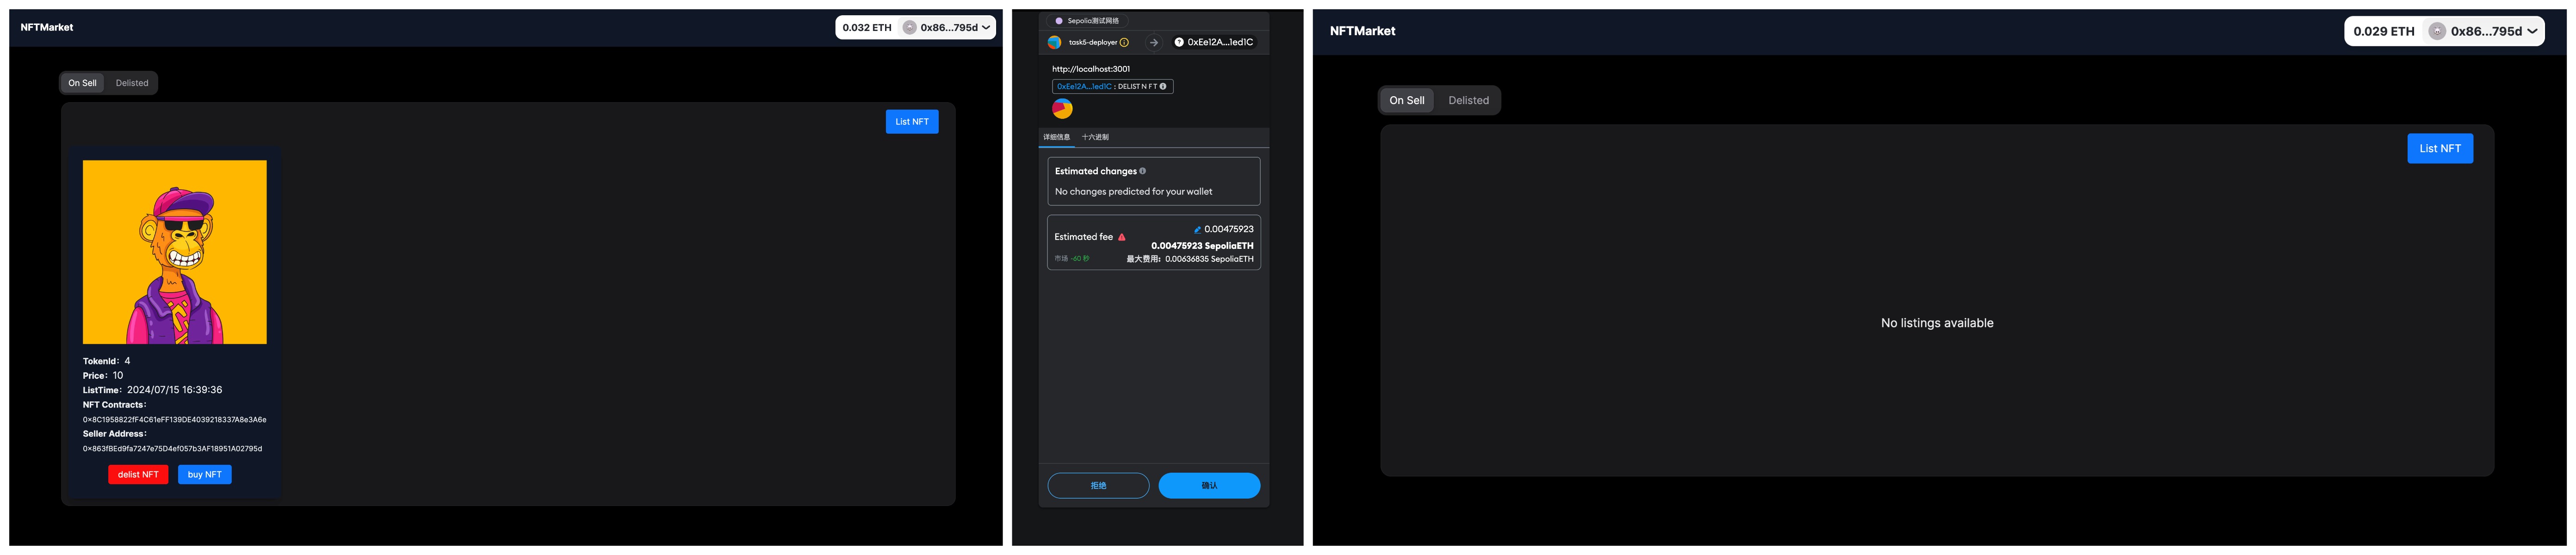 NFTMarket
0.032 ETH 0x86...795d
On Sell Delisted
List NFT
TokenId: 4
Price: 10
ListTime: 2024/07/15 16:39:36
NFT Contracts:
0x8C1958822fF4C61eFF139DE4039218337A8e3A6e
Seller Address:
0x863fBEd9fa7247e75D4ef057b3AF18951A02795d
delist NFT buy NFT
Sepolia测试网络
task5-deployer 0xEe12A...1ed1C
http://localhost:3001
0xEe12A...1ed1C : DELIST N F T
详细信息 十六进制
Estimated changes
No changes predicted for your wallet
0.00475923
Estimated fee
0.00475923 SepoliaETH
市场 ~60 秒 最大费用: 0.00636835 SepoliaETH
拒绝 确认
NFTMarket
0.029 ETH 0x86...795d
On Sell Delisted
List NFT
No listings available